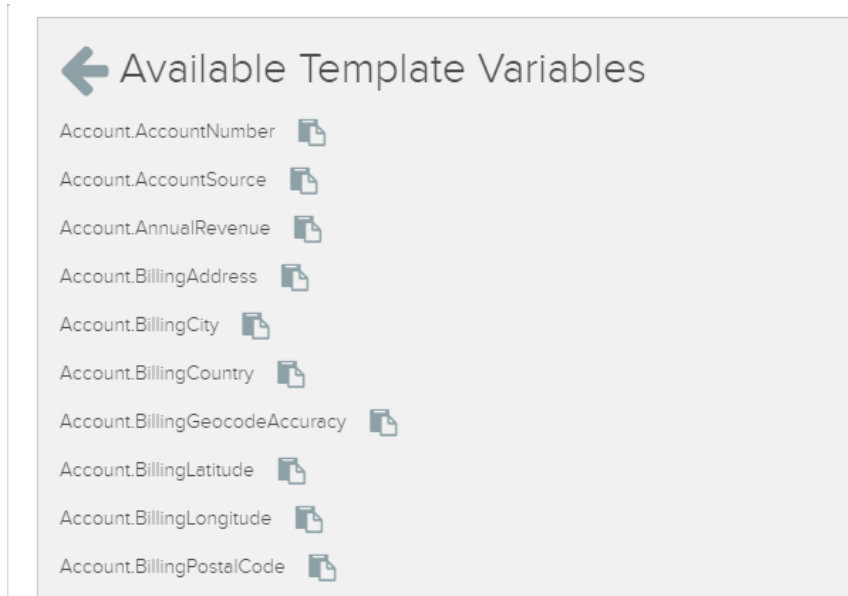 Available Template Variables
Account.AccountNumber
Account.AccountSource
Account.AnnualRevenue
Account.BillingAddress
Account.BillingCity
Account.BillingCountry
Account.BillingGeocodeAccuracy
Account.BillingLatitude
Account.BillingLongitude
Account.BillingPostalCode